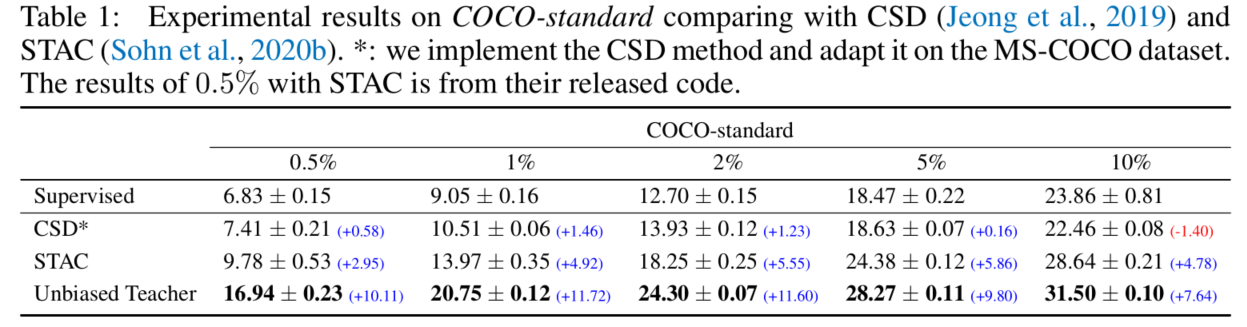 Table 1: Experimental results on COCO-standard comparing with CSD (Jeong et al., 2019) and
STAC (Sohn et al., 2020b). *: we implement the CSD method and adapt it on the MS-COCO dataset.
The results of 0.5% with STAC is from their released code.
COCO-standard
0.5% 1% 2% 5% 10%
Supervised 6.83 ± 0.15 9.05 ± 0.16 12.70 ± 0.15 18.47 ± 0.22 23.86 ± 0.81
CSD* 7.41 ± 0.21 (+0.58) 10.51 ± 0.06 (+1.46) 13.93 ± 0.12 (+1.23) 18.63 ± 0.07 (+0.16) 22.46 ± 0.08 (-1.40)
STAC 9.78 ± 0.53 (+2.95) 13.97 ± 0.35 (+4.92) 18.25 ± 0.25 (+5.55) 24.38 ± 0.12 (+5.86) 28.64 ± 0.21 (+4.78)
Unbiased Teacher 16.94 ± 0.23 (+10.11) 20.75 ± 0.12 (+11.72) 24.30 ± 0.07 (+11.60) 28.27 ± 0.11 (+9.80) 31.50 ± 0.10 (+7.64)